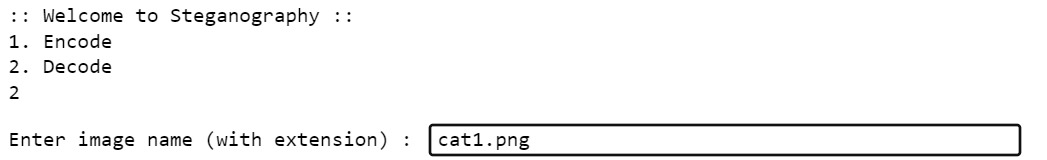 :: Welcome to Steganography ::
1. Encode
2. Decode
2
Enter image name (with extension) : cat1.png